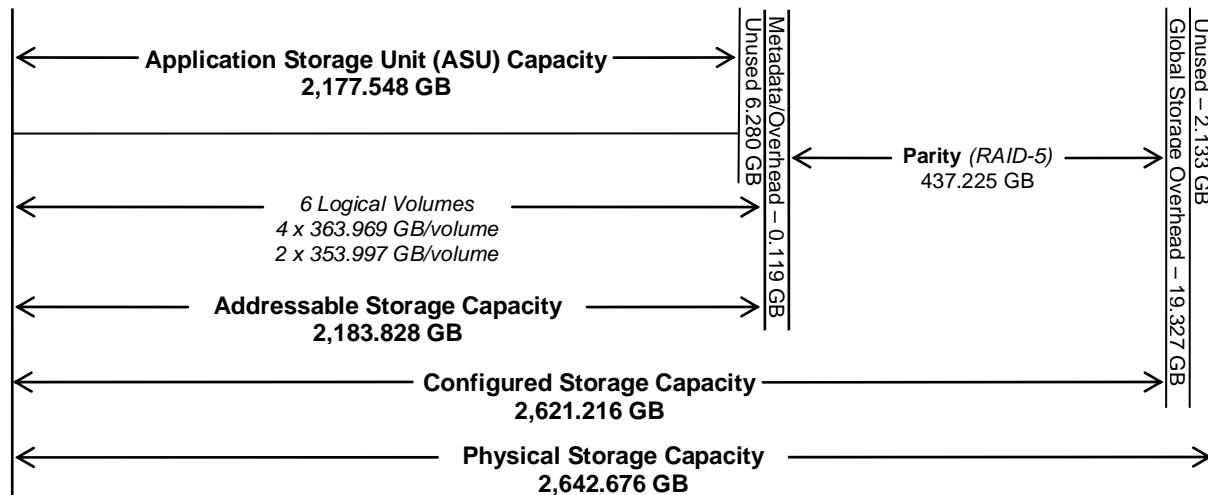 Application Storage Unit (ASU) Capacity
2,177.548 GB
Unused 6.280 GB
Metadata/Overhead – 0.119 GB
Parity (RAID-5)
437.225 GB
Global Storage Overhead – 19.327 GB
Unused – 2.133 GB
6 Logical Volumes
4 x 363.969 GB/volume
2 x 353.997 GB/volume
Addressable Storage Capacity
2,183.828 GB
Configured Storage Capacity
2,621.216 GB
Physical Storage Capacity
2,642.676 GB